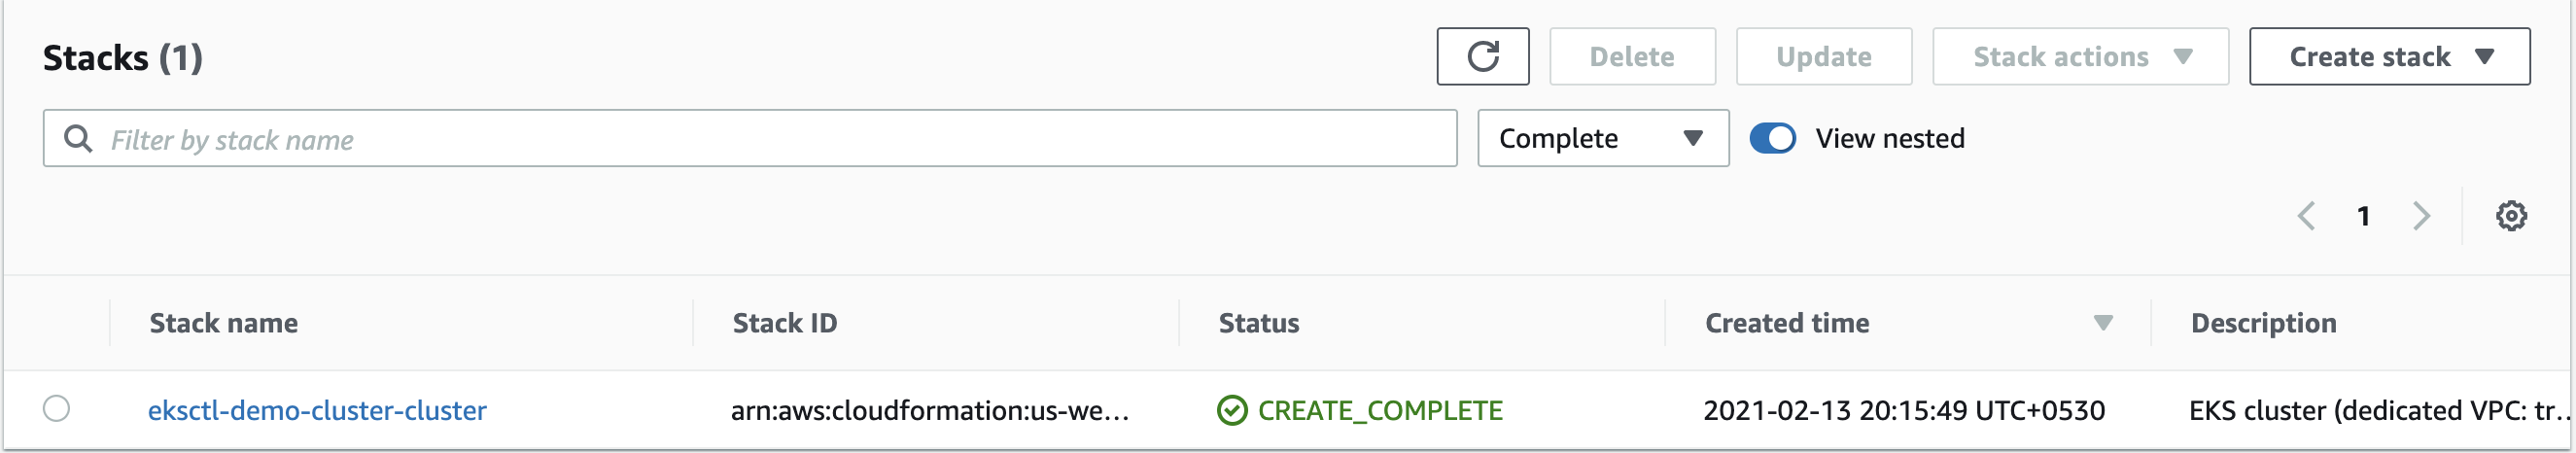 Stacks (1)
Delete
Update
Stack actions
Create stack
Filter by stack name
Complete
View nested
1
Stack name
Stack ID
Status
Created time
Description
eksctl-demo-cluster-cluster
arn:aws:cloudformation:us-we...
CREATE_COMPLETE
2021-02-13 20:15:49 UTC+0530
EKS cluster (dedicated VPC: tr..